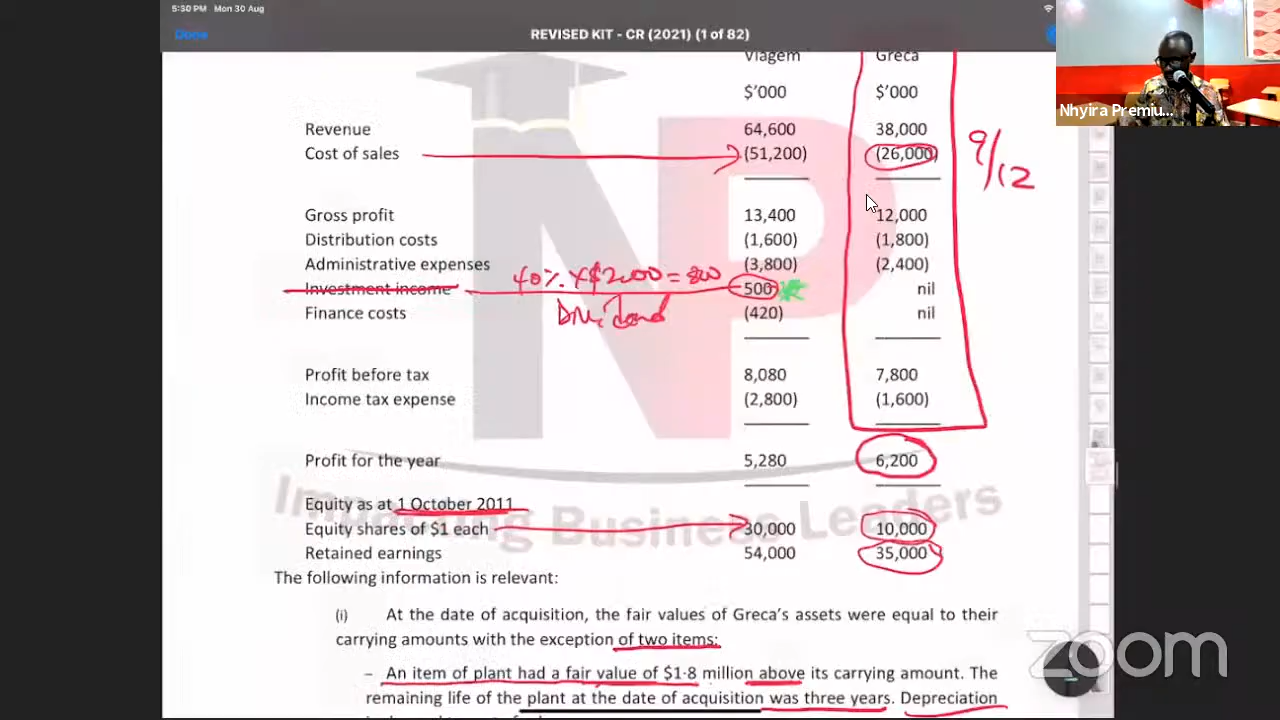 5:30 PM Mon 30 Aug
Done
REVISED KIT - CR (2021) (1 of 82)
Nhyira Premiu...
Viagem Greca
$'000 $'000
Revenue 64,600 38,000
Cost of sales (51,200) (26,000)
9/12
Gross profit 13,400 12,000
Distribution costs (1,600) (1,800)
Administrative expenses (3,800) (2,400)
40% x $2000 = 800
Investment income 500 nil
Dividend
Finance costs (420) nil
Profit before tax 8,080 7,800
Income tax expense (2,800) (1,600)
Profit for the year 5,280 6,200
Impacting Business Leaders
Equity as at 1 October 2011
Equity shares of $1 each 30,000 10,000
Retained earnings 54,000 35,000
The following information is relevant:
(i) At the date of acquisition, the fair values of Greca's assets were equal to their
carrying amounts with the exception of two items:
– An item of plant had a fair value of $1·8 million above its carrying amount. The
remaining life of the plant at the date of acquisition was three years. Depreciation
zoom